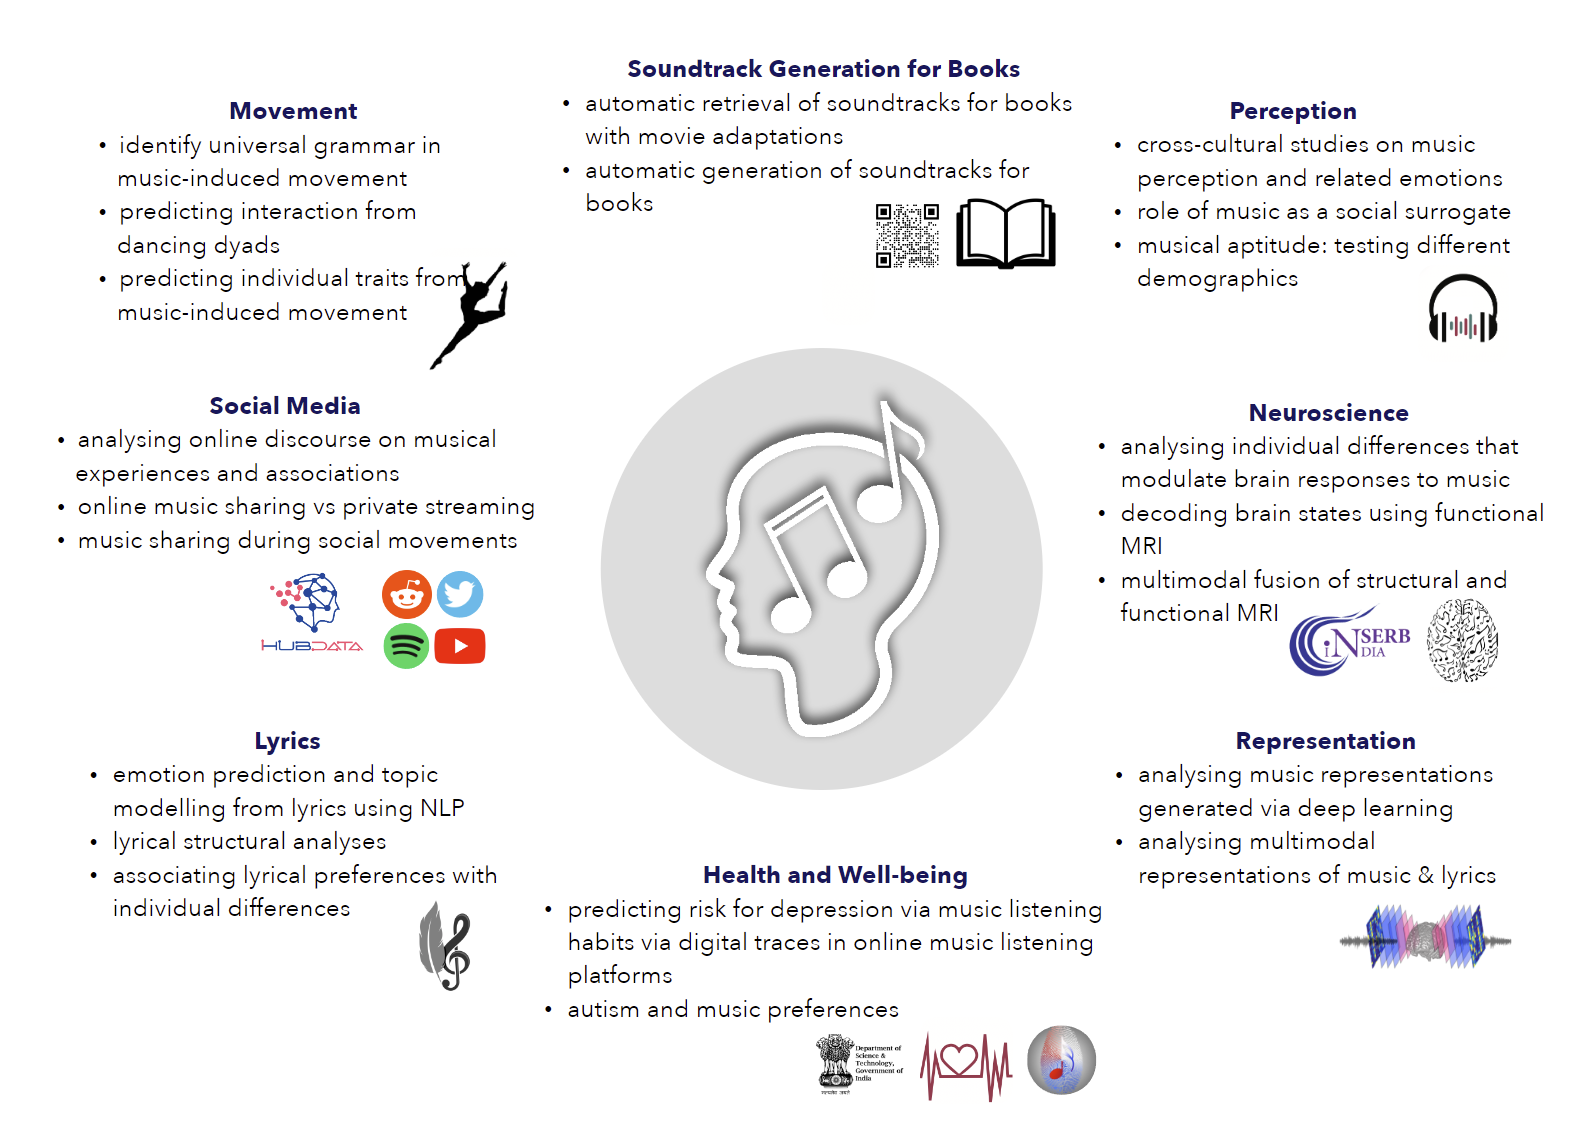 Soundtrack Generation for Books
• automatic retrieval of soundtracks for books
with movie adaptations
• automatic generation of soundtracks for
books
Movement
• identify universal grammar in
music-induced movement
• predicting interaction from
dancing dyads
• predicting individual traits from
music-induced movement
Perception
• cross-cultural studies on music
perception and related emotions
• role of music as a social surrogate
• musical aptitude: testing different
demographics
Social Media
• analysing online discourse on musical
experiences and associations
• online music sharing vs private streaming
• music sharing during social movements
HUBDATA
Neuroscience
• analysing individual differences that
modulate brain responses to music
• decoding brain states using functional
MRI
• multimodal fusion of structural and
functional MRI
iN SERB
DIA
Lyrics
• emotion prediction and topic
modelling from lyrics using NLP
• lyrical structural analyses
• associating lyrical preferences with
individual differences
Representation
• analysing music representations
generated via deep learning
• analysing multimodal
representations of music & lyrics
Health and Well-being
• predicting risk for depression via music listening
habits via digital traces in online music listening
platforms
• autism and music preferences
Department of
Science &
Technology,
Government of
India
सत्यमेव जयते